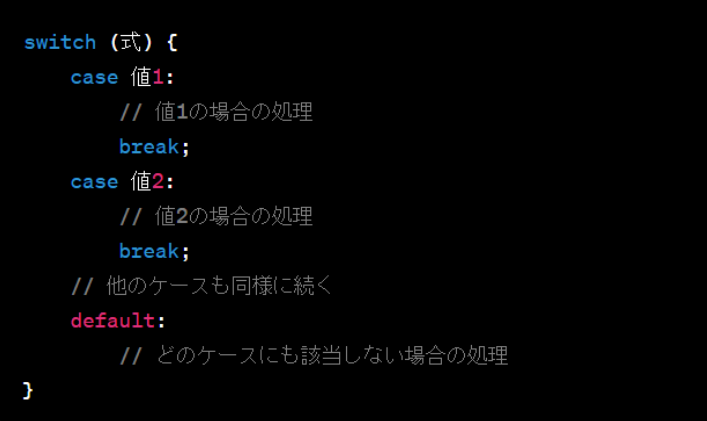 switch (式) {
    case 値1:
        // 値1の場合の処理
        break;
    case 値2:
        // 値2の場合の処理
        break;
    // 他のケースも同様に続く
    default:
        // どのケースにも該当しない場合の処理
}